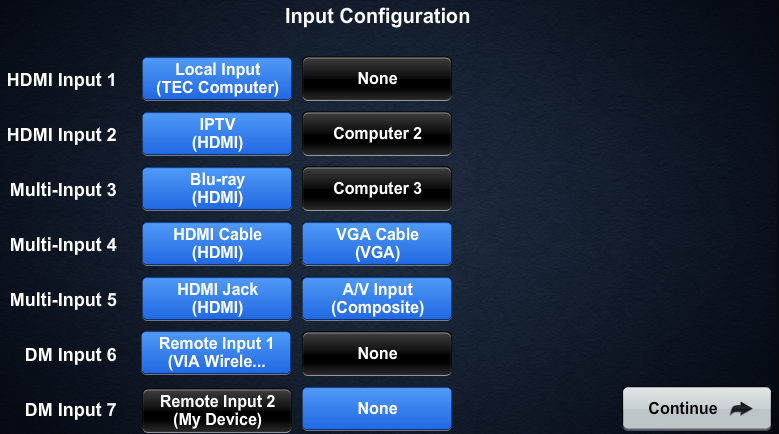 Input Configuration
HDMI Input 1
Local Input
(TEC Computer)
None
HDMI Input 2
IPTV
(HDMI)
Computer 2
Multi-Input 3
Blu-ray
(HDMI)
Computer 3
Multi-Input 4
HDMI Cable
(HDMI)
VGA Cable
(VGA)
Multi-Input 5
HDMI Jack
(HDMI)
A/V Input
(Composite)
DM Input 6
Remote Input 1
(VIA Wirele...
None
DM Input 7
Remote Input 2
(My Device)
None
Continue